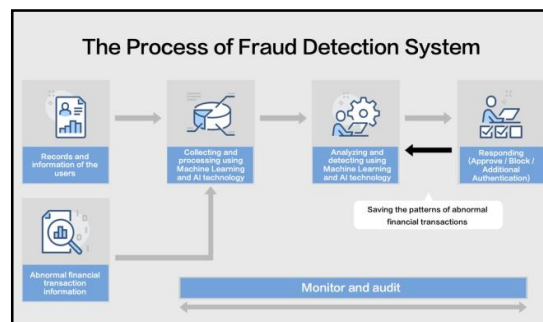 The Process of Fraud Detection System
Records and
information of the
users
Collecting and
processing using
Machine Learning
and AI technology
Analyzing and
detecting using
Machine Learning
and AI technology
Responding
(Approve / Block /
Additional
Authentication)
Saving the patterns of abnormal
financial transactions
Abnormal financial
transaction
information
Monitor and audit